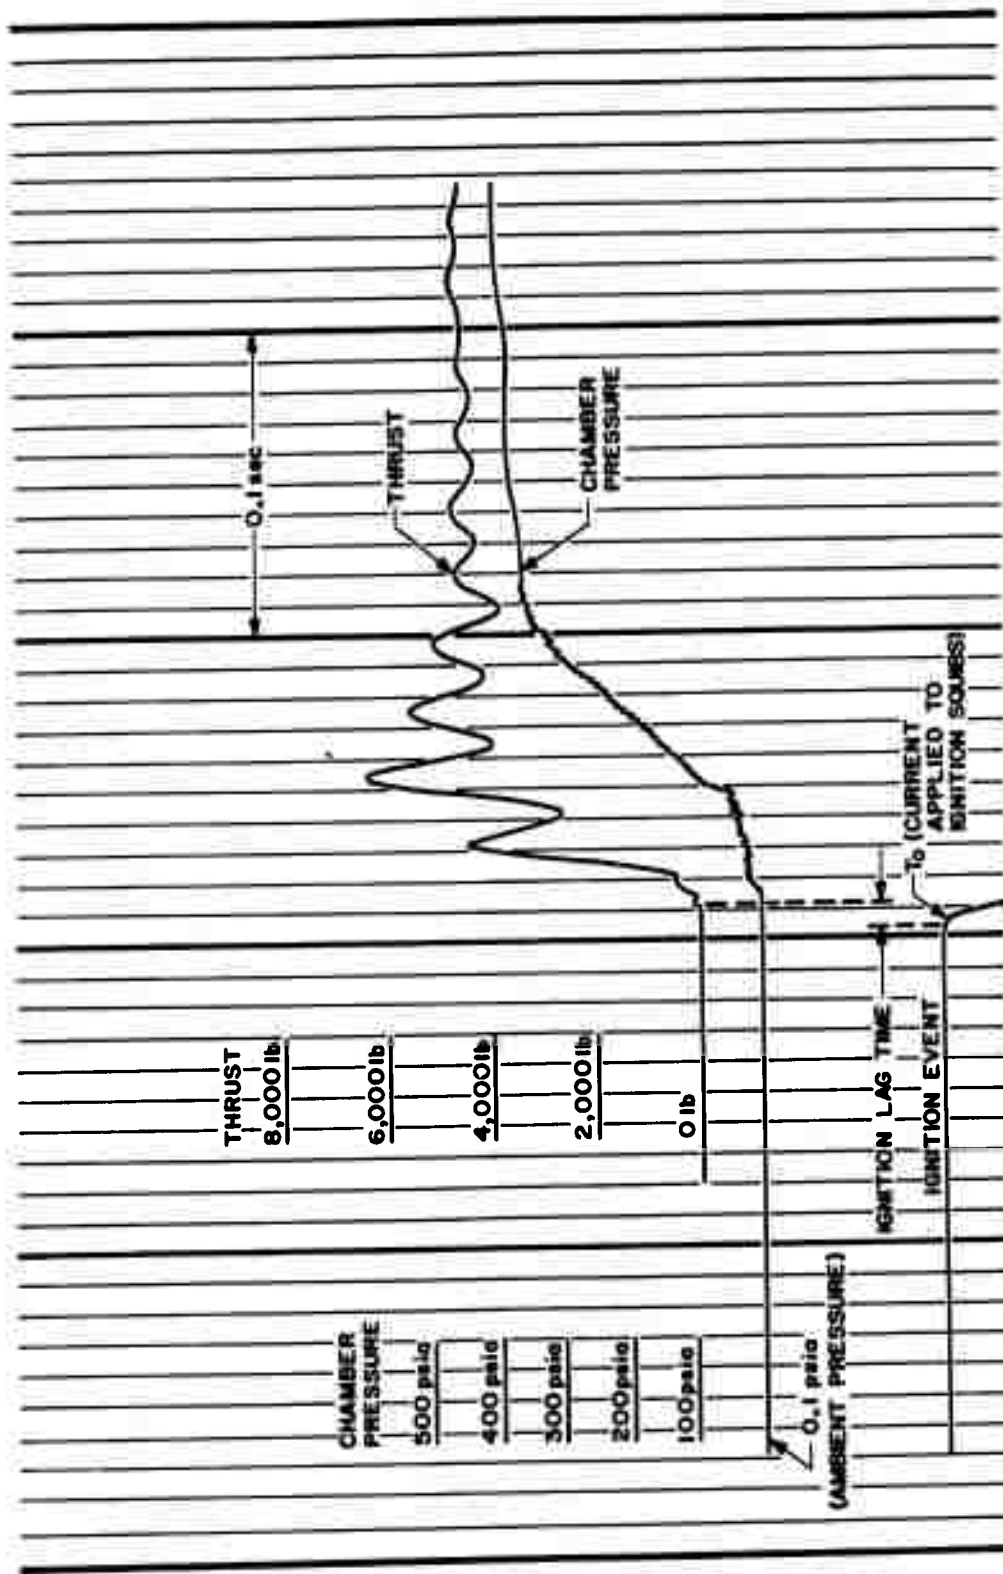 CHAMBER
PRESSURE
500 psia
400 psia
300 psia
200 psia
100 psia
0.1 psia
(AMBIENT PRESSURE)
THRUST
8,000 lb
6,000 lb
4,000 lb
2,000 lb
0 lb
IGNITION LAG TIME
IGNITION EVENT
T₀ (CURRENT
APPLIED TO
IGNITION SQUIBS)
0.1 sec
THRUST
CHAMBER
PRESSURE